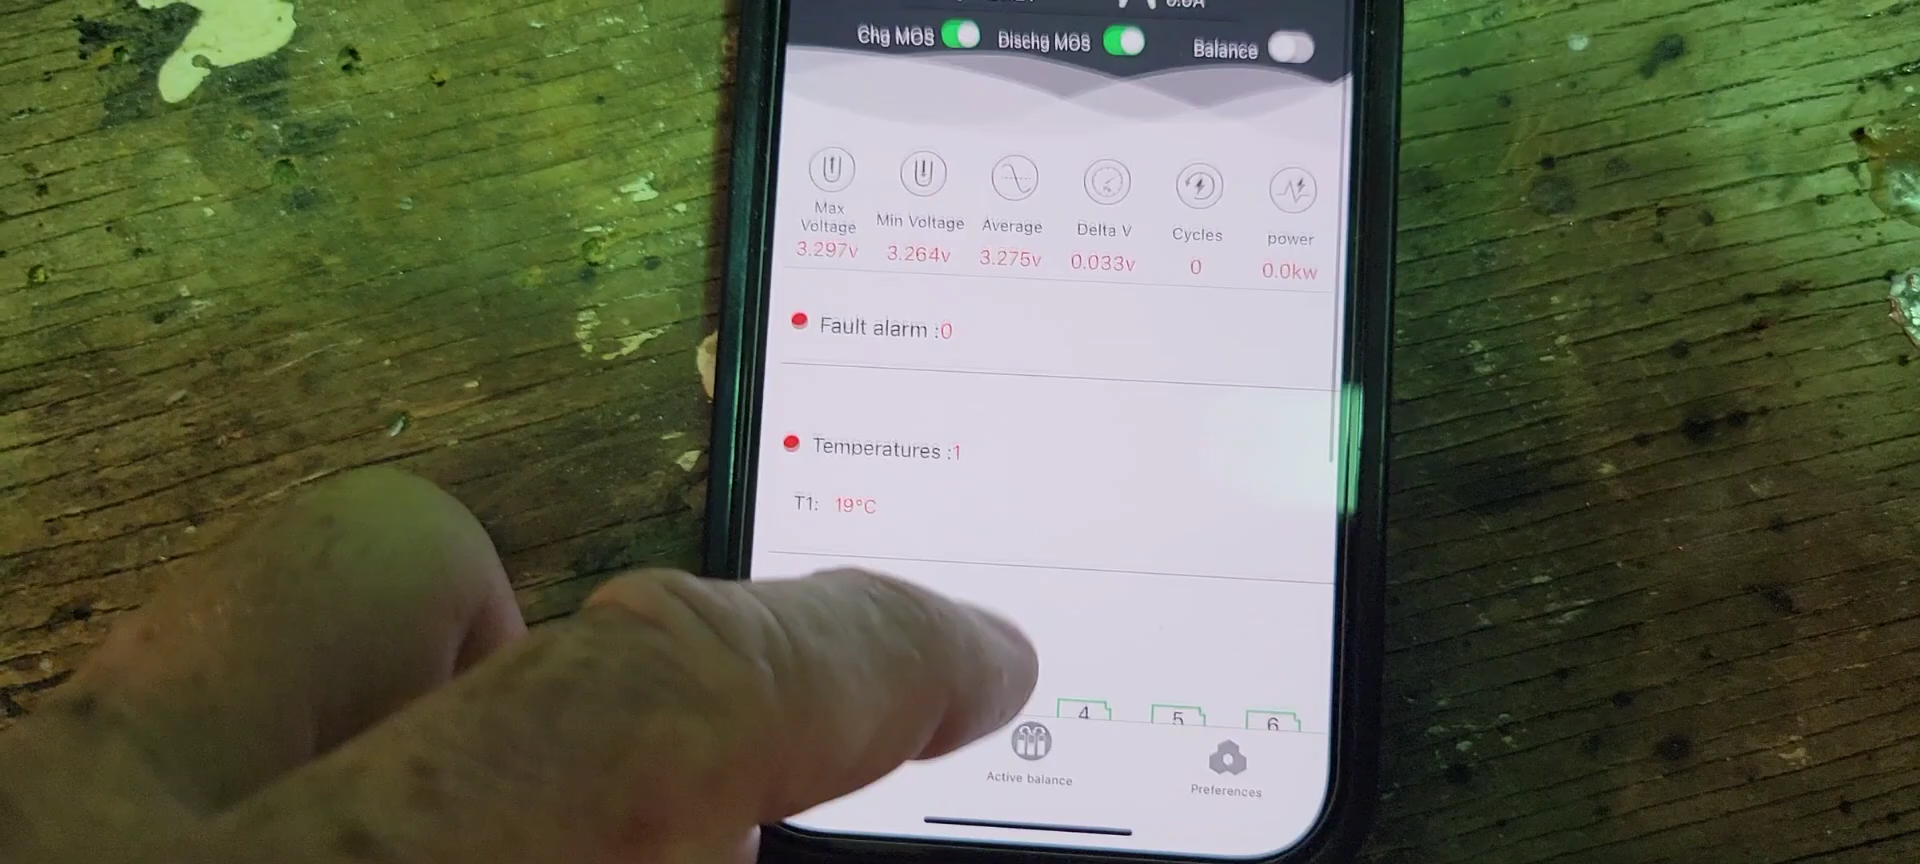 Chg MOS Dischg MOS Balance
Max Voltage Min Voltage Average Delta V Cycles power
3.297v 3.264v 3.275v 0.033v 0 0.0kw
Fault alarm :0
Temperatures :1
T1: 19°C
4 5 6
Active balance Preferences